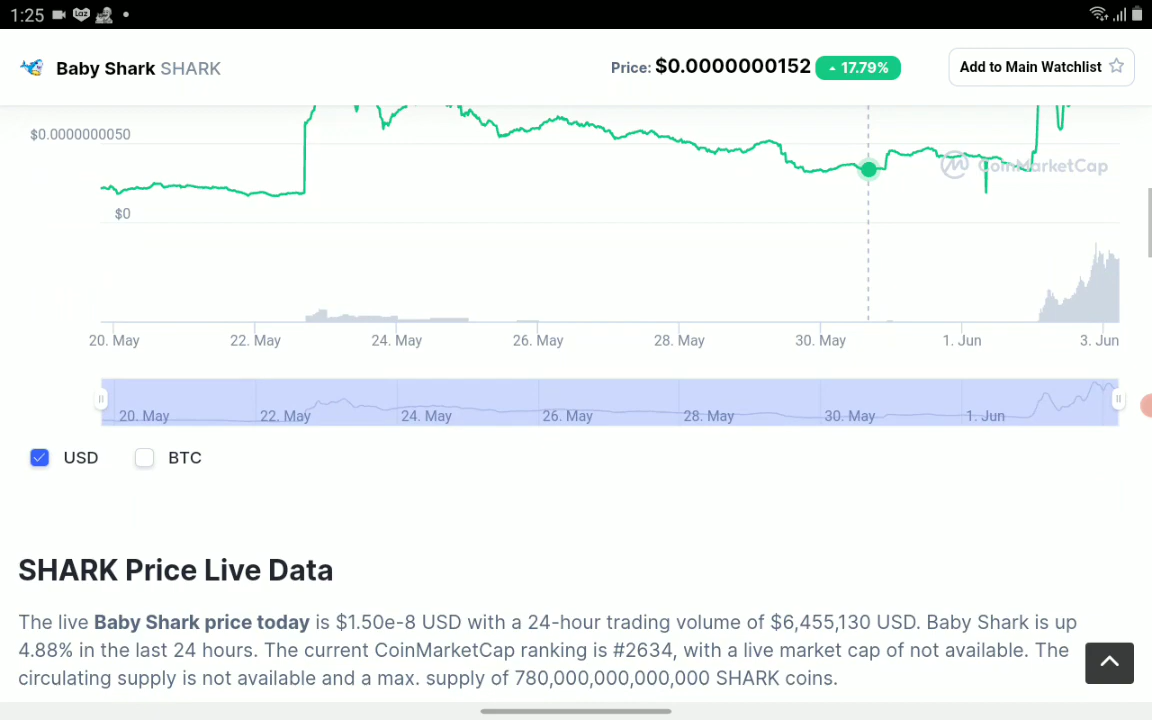 1:25
Laz
Baby Shark SHARK
Price: $0.0000000152 17.79%
Add to Main Watchlist
$0.0000000050
CoinMarketCap
$0
20. May 22. May 24. May 26. May 28. May 30. May 1. Jun 3. Jun
20. May 22. May 24. May 26. May 28. May 30. May 1. Jun
USD BTC
SHARK Price Live Data
The live Baby Shark price today is $1.50e-8 USD with a 24-hour trading volume of $6,455,130 USD. Baby Shark is up
4.88% in the last 24 hours. The current CoinMarketCap ranking is #2634, with a live market cap of not available. The
circulating supply is not available and a max. supply of 780,000,000,000,000 SHARK coins.